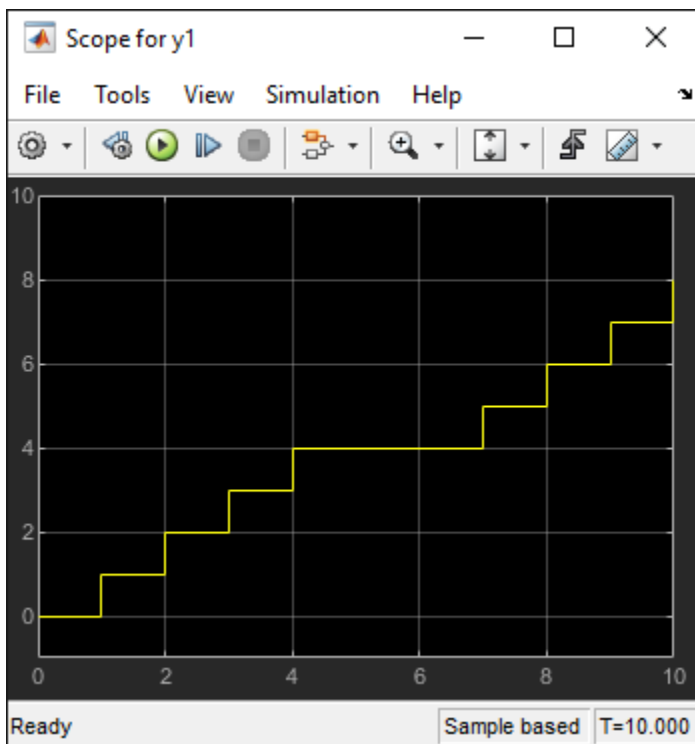 Scope for y1
File Tools View Simulation Help
10
8
6
4
2
0
0 2 4 6 8 10
Ready Sample based T=10.000